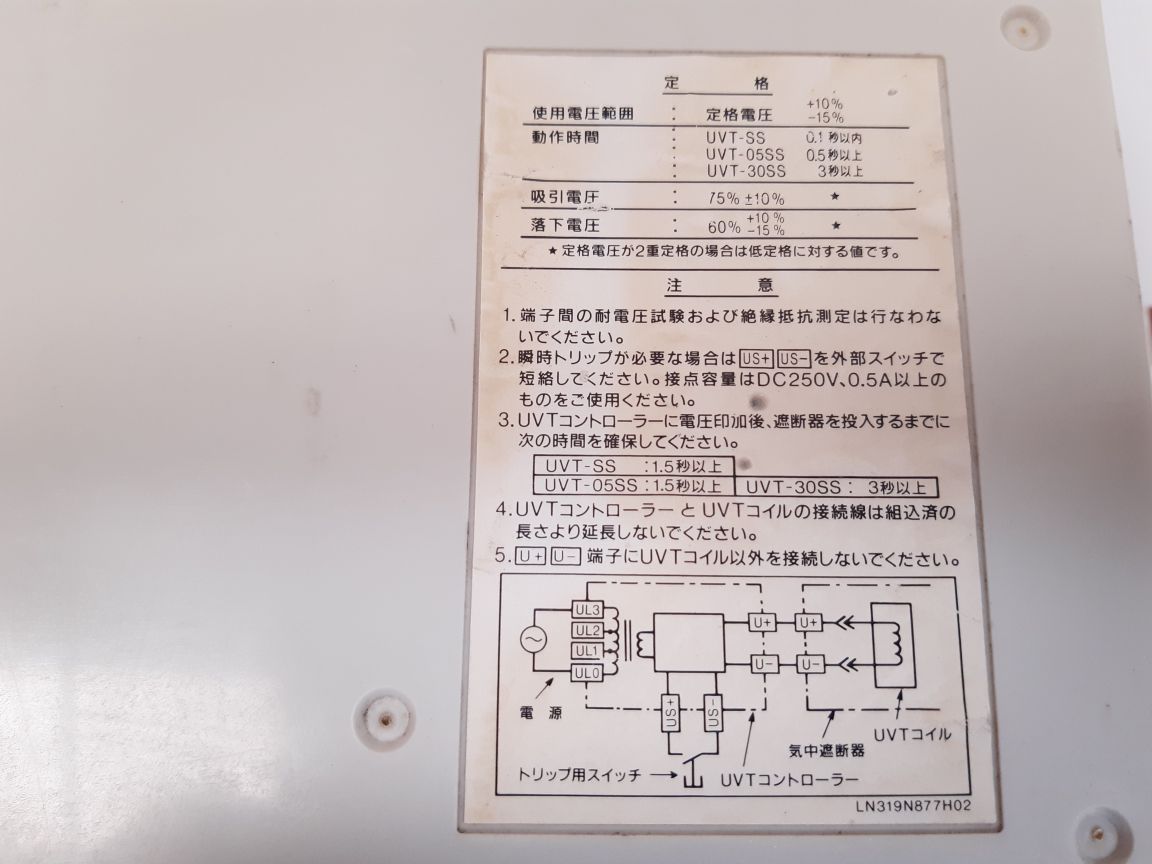 定 格
使用電圧範囲 : 定格電圧 +10% -15%
動作時間 : UVT-SS 0.1秒以内
: UVT-05SS 0.5秒以上
: UVT-30SS 3秒以上
吸引電圧 : 75% ±10% ★
落下電圧 : 60% +10% -15% ★
★定格電圧が2重定格の場合は低定格に対する値です。
注 意
1.端子間の耐電圧試験および絶縁抵抗測定は行なわな
いでください。
2.瞬時トリップが必要な場合はUS+ US-を外部スイッチで
短絡してください。接点容量はDC250V、0.5A以上の
ものをご使用ください。
3.UVTコントローラーに電圧印加後、遮断器を投入するまでに
次の時間を確保してください。
UVT-SS :1.5秒以上
UVT-05SS:1.5秒以上 UVT-30SS: 3秒以上
4.UVTコントローラーとUVTコイルの接続線は組込済の
長さより延長しないでください。
5.U+ U- 端子にUVTコイル以外を接続しないでください。
UL3
UL2
UL1
UL0
U+ U+
U- U-
電源
US+ US-
UVTコイル
気中遮断器
トリップ用スイッチ
UVTコントローラー
LN319N877H02